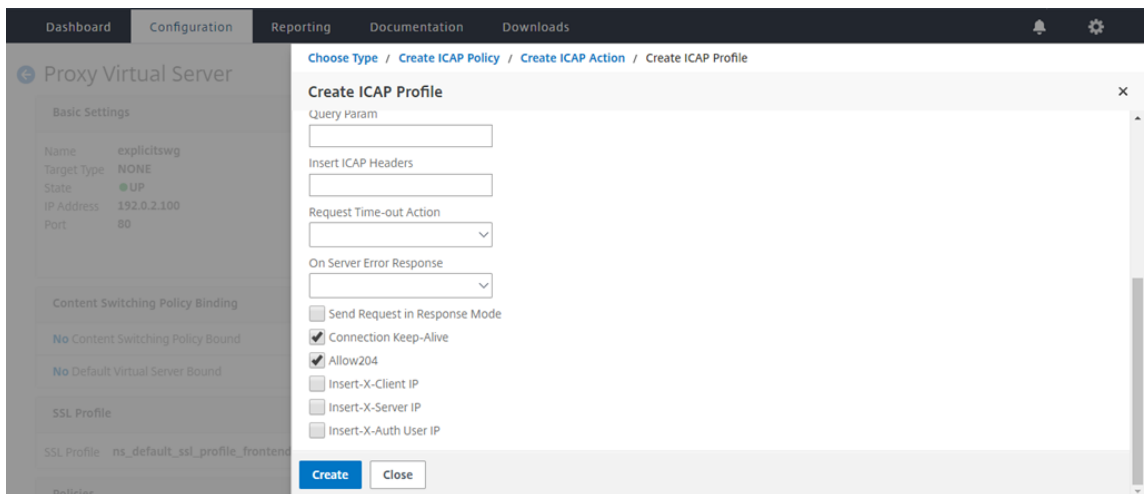 Dashboard Configuration Reporting Documentation Downloads
Choose Type / Create ICAP Policy / Create ICAP Action / Create ICAP Profile
Proxy Virtual Server
Create ICAP Profile
Basic Settings
Query Param
Name explicitswg
Target Type NONE
State UP
IP Address 192.0.2.100
Port 80
Insert ICAP Headers
Request Time-out Action
On Server Error Response
Content Switching Policy Binding
No Content Switching Policy Bound
No Default Virtual Server Bound
SSL Profile
SSL Profile ns_default_ssl_profile_frontend
Policies
Send Request in Response Mode
Connection Keep-Alive
Allow204
Insert-X-Client IP
Insert-X-Server IP
Insert-X-Auth User IP
Create Close